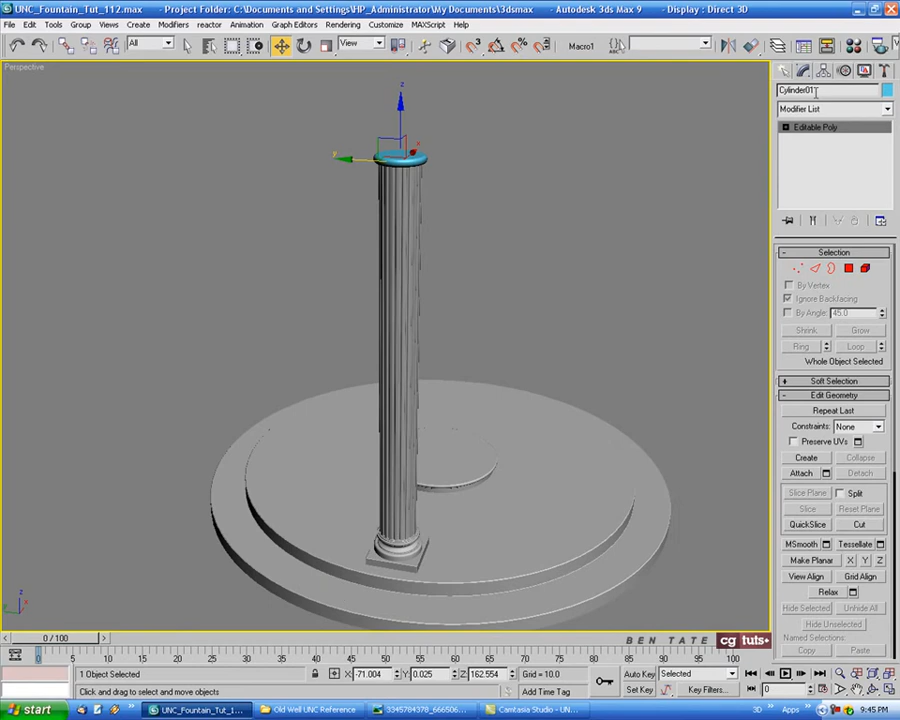 UNC_Fountain_Tut_112.max - Project Folder: C:\Documents and Settings\HP_Administrator\My Documents\3dsmax - Autodesk 3ds Max 9 - Display : Direct 3D
File Edit Tools Group Views Create Modifiers reactor Animation Graph Editors Rendering Customize MAXScript Help
All View Macro1
Perspective
Cylinder01
Modifier List
Editable Poly
z
y
x
- Selection
By Vertex
Ignore Backfacing
By Angle: 45.0
Shrink Grow
Ring Loop
Whole Object Selected
+ Soft Selection
- Edit Geometry
Repeat Last
Constraints: None
Preserve UVs
Create Collapse
Attach Detach
Slice Plane Split
Slice Reset Plane
QuickSlice Cut
MSmooth Tessellate
Make Planar X Y Z
View Align Grid Align
Relax
Hide Selected Unhide All
Hide Unselected
Named Selections:
Copy Paste
z
x
y
BEN TATE cg tuts+
< 0 / 100 >
0 5 10 15 20 25 30 35 40 45 50 55 60 65 70 75 80 85 90 95 100
1 Object Selected X: -71.004 Y: 0.025 Z: 162.554 Grid = 10.0 Auto Key Selected
Click and drag to select and move objects Add Time Tag Set Key Key Filters... 0
start UNC_Fountain_Tut_1... Old Well UNC Reference 3345784378_666506... Camtasia Studio - UN... 3D Apps 9:45 PM